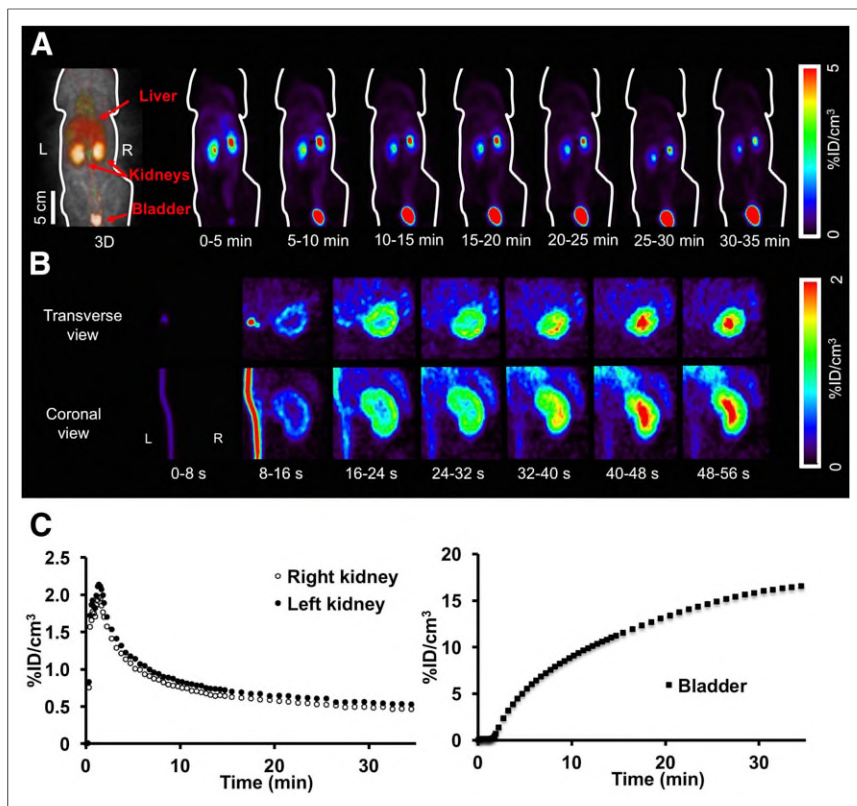 A
Liver
L
R
Kidneys
5 cm
Bladder
3D
0-5 min
5-10 min
10-15 min
15-20 min
20-25 min
25-30 min
30-35 min
5
%ID/cm³
0
B
Transverse view
Coronal view
L
R
0-8 s
8-16 s
16-24 s
24-32 s
32-40 s
40-48 s
48-56 s
2
%ID/cm³
0
C
2.5
2.0
1.5
1.0
0.5
0
%ID/cm³
0
10
20
30
Time (min)
Right kidney
Left kidney
20
15
10
5
0
%ID/cm³
0
10
20
30
Time (min)
Bladder